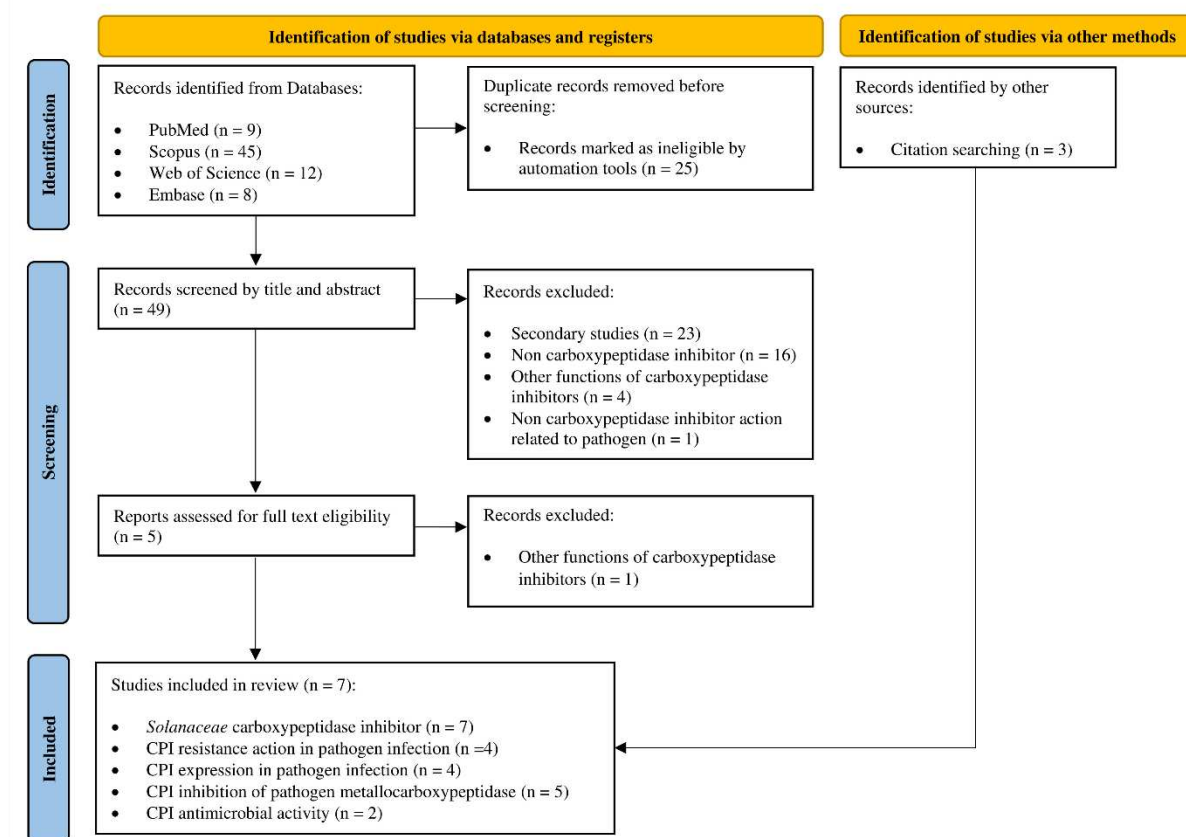 Identification of studies via databases and registers
Identification of studies via other methods
Identification
Records identified from Databases:
• PubMed (n = 9)
• Scopus (n = 45)
• Web of Science (n = 12)
• Embase (n = 8)
Duplicate records removed before
screening:
• Records marked as ineligible by
automation tools (n = 25)
Records identified by other
sources:
• Citation searching (n = 3)
Screening
Records screened by title and abstract
(n = 49)
Records excluded:
• Secondary studies (n = 23)
• Non carboxypeptidase inhibitor (n = 16)
• Other functions of carboxypeptidase
inhibitors (n = 4)
• Non carboxypeptidase inhibitor action
related to pathogen (n = 1)
Reports assessed for full text eligibility
(n = 5)
Records excluded:
• Other functions of carboxypeptidase
inhibitors (n = 1)
Included
Studies included in review (n = 7):
• Solanaceae carboxypeptidase inhibitor (n = 7)
• CPI resistance action in pathogen infection (n =4)
• CPI expression in pathogen infection (n = 4)
• CPI inhibition of pathogen metallocarboxypeptidase (n = 5)
• CPI antimicrobial activity (n = 2)